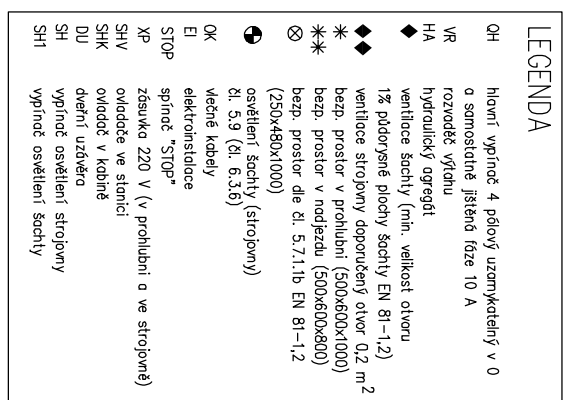 LEGENDA
QH hlavní vypínač 4 pólový uzamykatelný v 0
a samostatně jištěná fáze 10 A
VR rozvaděč výtahu
HA hydraulický agregát
◆ ventilace šachty (min. velikost otvoru
1% půdorysné plochy šachty EN 81-1,2)
◆◆ ventilace strojovny doporučený otvor 0,2 m2
* bezp. prostor v prohlubni (500x600x1000)
** bezp. prostor v nadjezdu (500x600x800)
⊗ bezp. prostor dle čl. 5.7.1.1b EN 81-1,2
(250x480x1000)
osvětlení šachty (strojovny)
čl. 5.9 (čl. 6.3.6)
OK vlečné kabely
EI elektroinstalace
STOP spínač "STOP"
XP zásuvka 220 V (v prohlubni a ve strojovně)
SHV ovladače ve stanici
SHK ovladač v kabině
DU dveřní uzávěra
SH vypínač osvětlení strojovny
SH1 vypínač osvětlení šachty